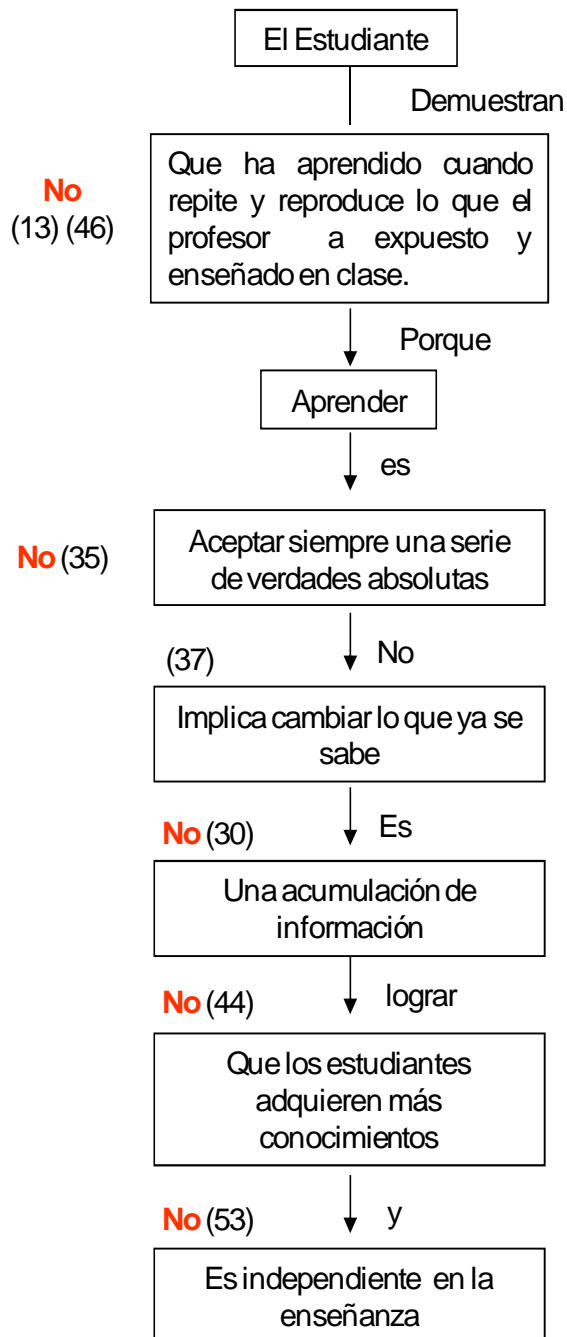 El Estudiante
Demuestran
No
(13) (46)
Que ha aprendido cuando
repite y reproduce lo que el
profesor a expuesto y
enseñado en clase.
Porque
Aprender
es
No (35)
Aceptar siempre una serie
de verdades absolutas
(37)
No
Implica cambiar lo que ya se
sabe
No (30)
Es
Una acumulación de
información
No (44)
lograr
Que los estudiantes
adquieren más
conocimientos
No (53)
y
Es independiente en la
enseñanza